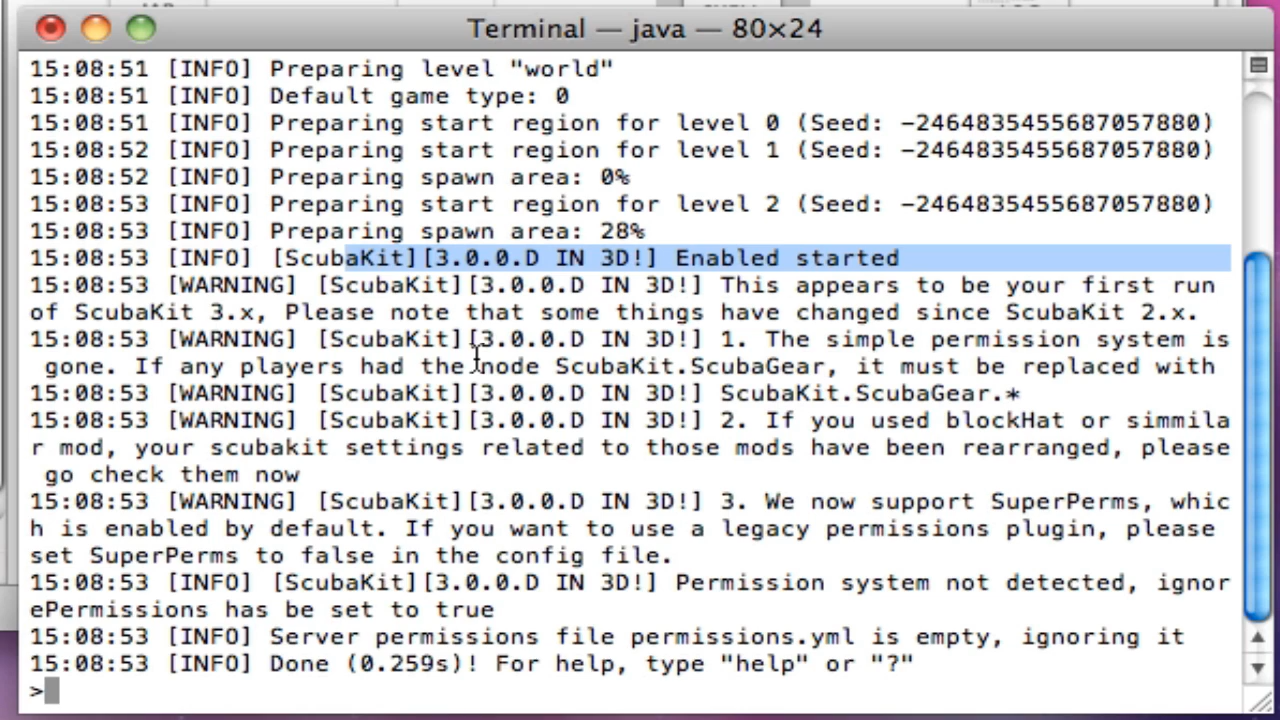 Terminal — java — 80×24
15:08:51 [INFO] Preparing level "world"
15:08:51 [INFO] Default game type: 0
15:08:51 [INFO] Preparing start region for level 0 (Seed: -2464835455687057880)
15:08:52 [INFO] Preparing start region for level 1 (Seed: -2464835455687057880)
15:08:52 [INFO] Preparing spawn area: 0%
15:08:53 [INFO] Preparing start region for level 2 (Seed: -2464835455687057880)
15:08:53 [INFO] Preparing spawn area: 28%
15:08:53 [INFO] [ScubaKit][3.0.0.D IN 3D!] Enabled started
15:08:53 [WARNING] [ScubaKit][3.0.0.D IN 3D!] This appears to be your first run
of ScubaKit 3.x, Please note that some things have changed since ScubaKit 2.x.
15:08:53 [WARNING] [ScubaKit][3.0.0.D IN 3D!] 1. The simple permission system is
gone. If any players had the node ScubaKit.ScubaGear, it must be replaced with
15:08:53 [WARNING] [ScubaKit][3.0.0.D IN 3D!] ScubaKit.ScubaGear.*
15:08:53 [WARNING] [ScubaKit][3.0.0.D IN 3D!] 2. If you used blockHat or simmila
r mod, your scubakit settings related to those mods have been rearranged, please
go check them now
15:08:53 [WARNING] [ScubaKit][3.0.0.D IN 3D!] 3. We now support SuperPerms, whic
h is enabled by default. If you want to use a legacy permissions plugin, please
set SuperPerms to false in the config file.
15:08:53 [INFO] [ScubaKit][3.0.0.D IN 3D!] Permission system not detected, ignor
ePermissions has be set to true
15:08:53 [INFO] Server permissions file permissions.yml is empty, ignoring it
15:08:53 [INFO] Done (0.259s)! For help, type "help" or "?"
>